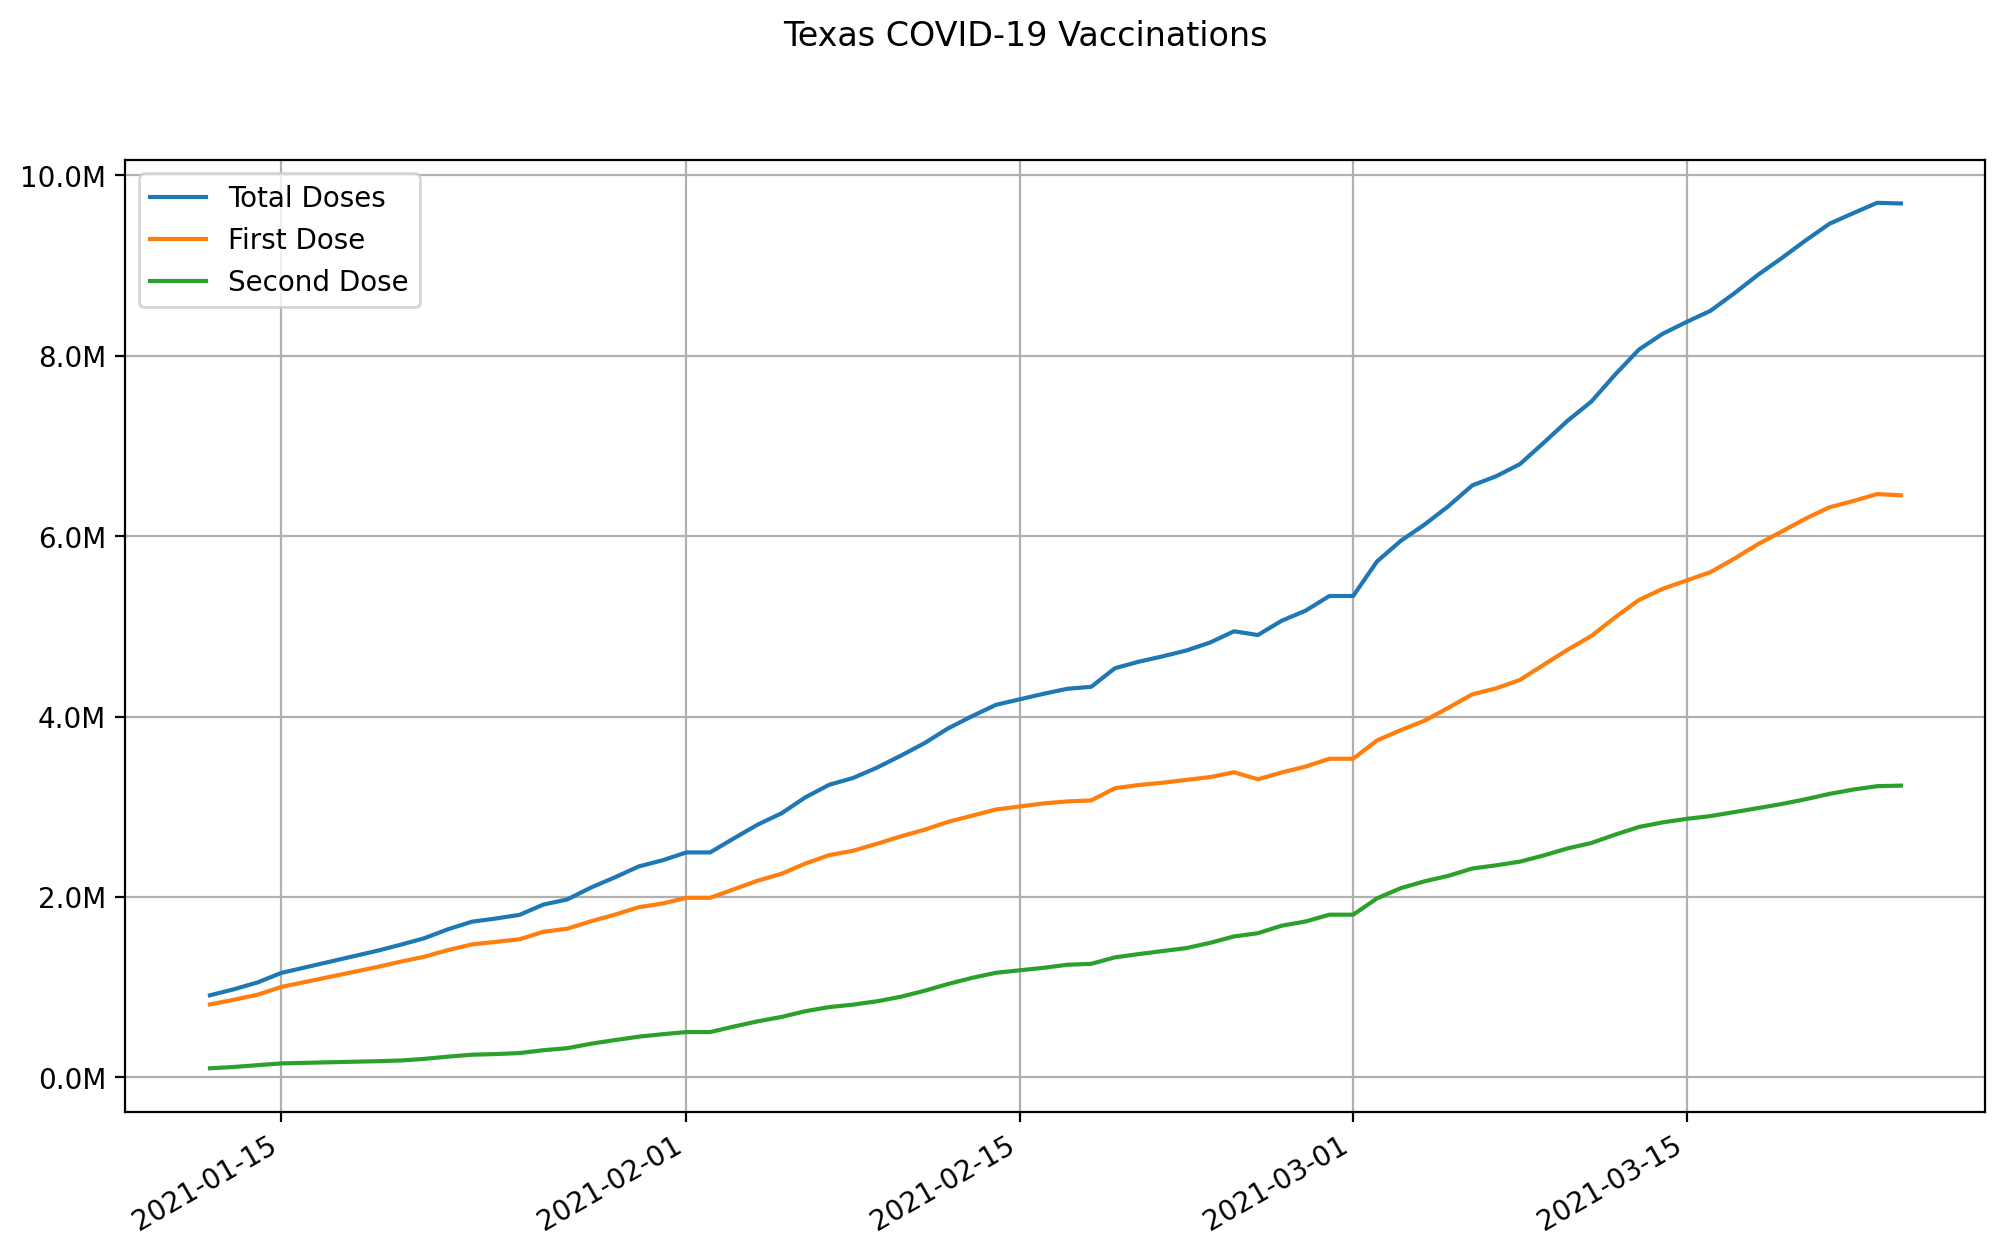 Texas COVID-19 Vaccinations
10.0M
8.0M
6.0M
4.0M
2.0M
0.0M
Total Doses
First Dose
Second Dose
2021-01-15
2021-02-01
2021-02-15
2021-03-01
2021-03-15